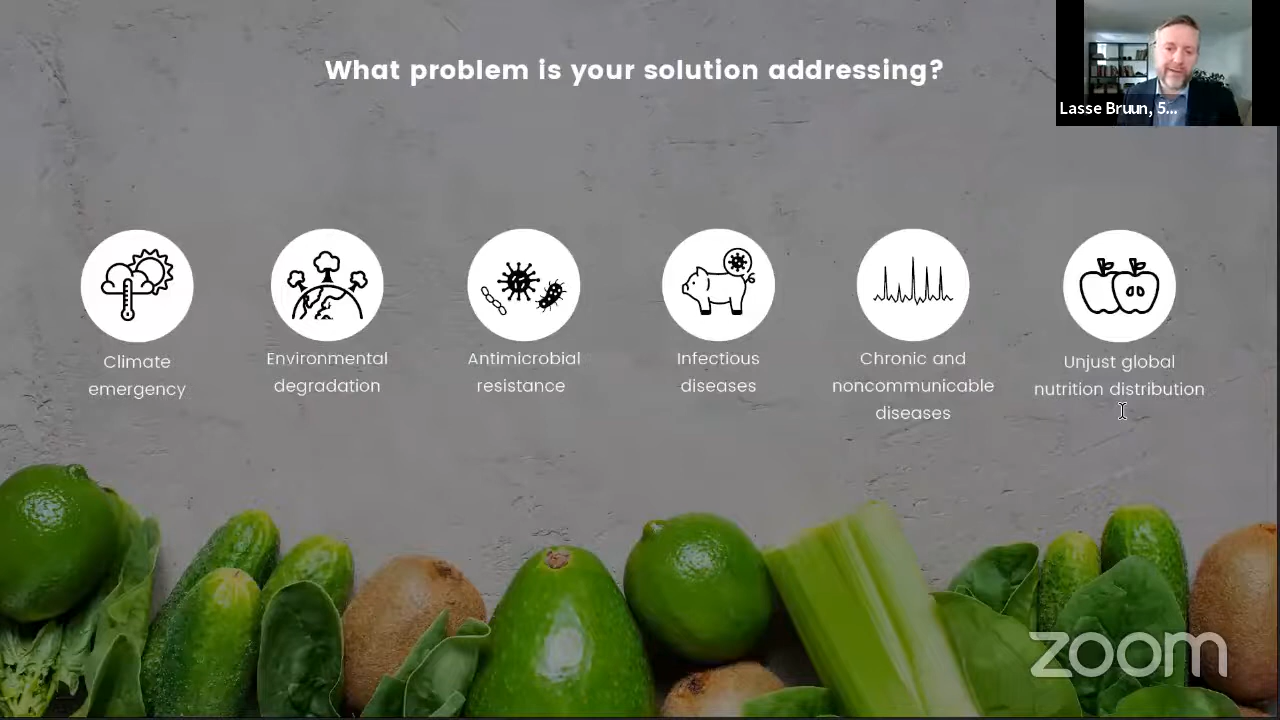 What problem is your solution addressing?
Lasse Bruun, 5...
Climate
emergency
Environmental
degradation
Antimicrobial
resistance
Infectious
diseases
Chronic and
noncommunicable
diseases
Unjust global
nutrition distribution
zoom